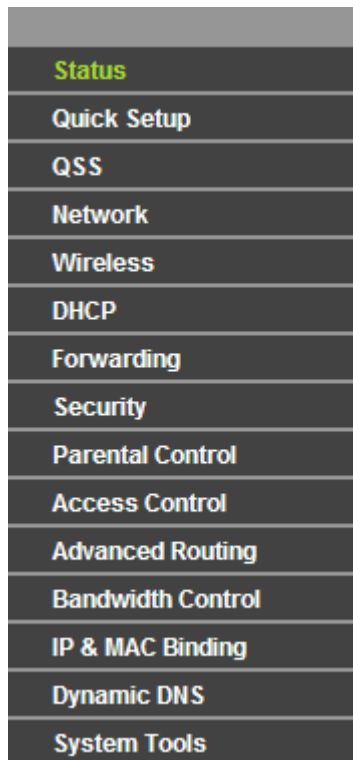 Status
Quick Setup
QSS
Network
Wireless
DHCP
Forwarding
Security
Parental Control
Access Control
Advanced Routing
Bandwidth Control
IP & MAC Binding
Dynamic DNS
System Tools